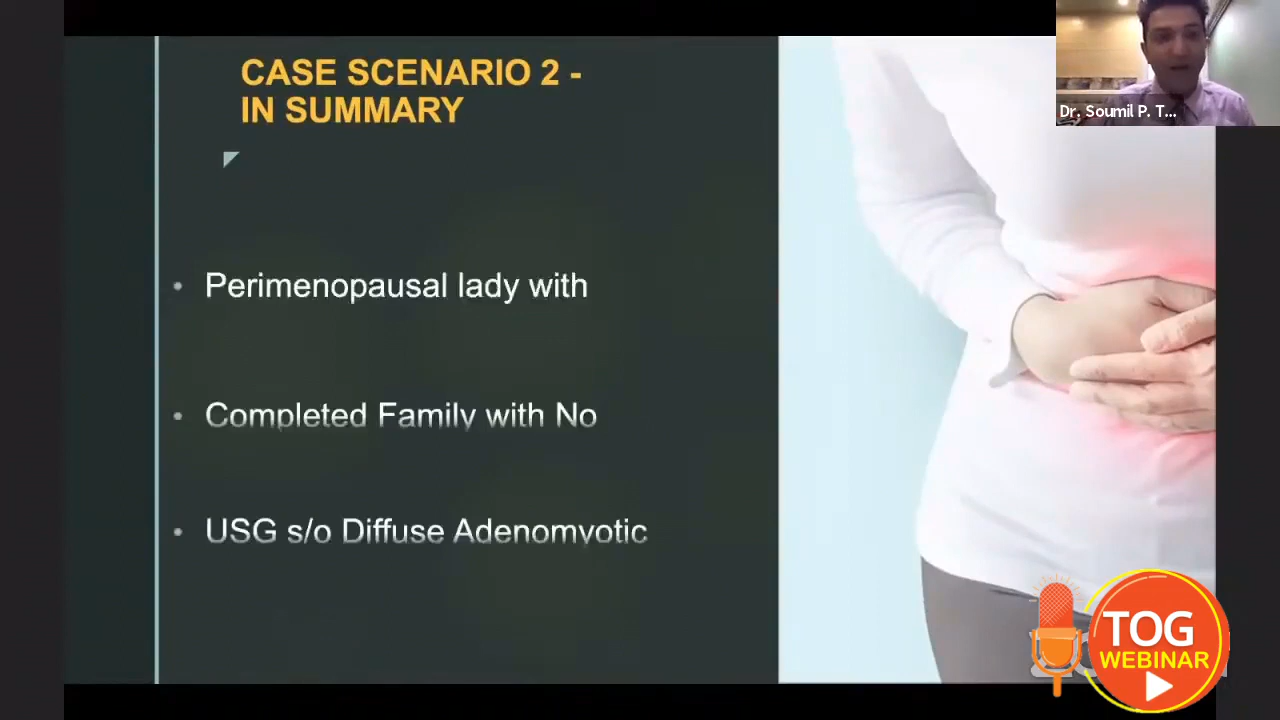 CASE SCENARIO 2 -
IN SUMMARY
• Perimenopausal lady with
• Completed Family with No
• USG s/o Diffuse Adenomyotic
Dr. Soumil P. T...
TOG
WEBINAR